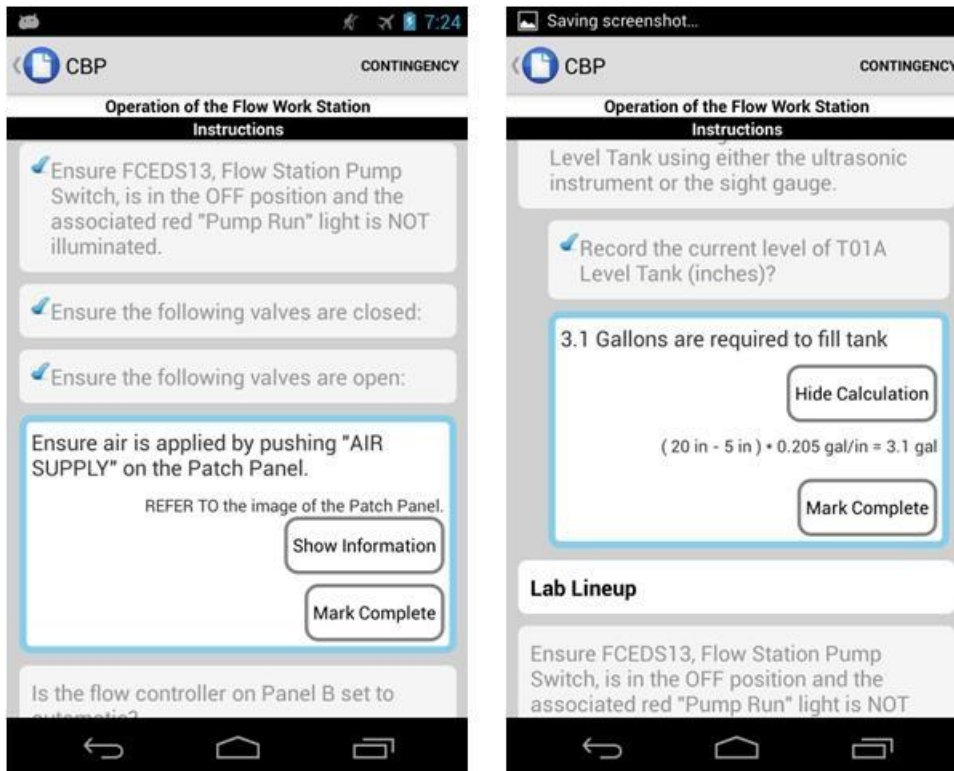 7:24
CBP
CONTINGENCY
Operation of the Flow Work Station
Instructions
Ensure FCEDS13, Flow Station Pump
Switch, is in the OFF position and the
associated red "Pump Run" light is NOT
illuminated.
Ensure the following valves are closed:
Ensure the following valves are open:
Ensure air is applied by pushing "AIR
SUPPLY" on the Patch Panel.
REFER TO the image of the Patch Panel.
Show Information
Mark Complete
Is the flow controller on Panel B set to
automatic?
Saving screenshot...
CBP
CONTINGENCY
Operation of the Flow Work Station
Instructions
Level Tank using either the ultrasonic
instrument or the sight gauge.
Record the current level of T01A
Level Tank (inches)?
3.1 Gallons are required to fill tank
Hide Calculation
( 20 in - 5 in ) • 0.205 gal/in = 3.1 gal
Mark Complete
Lab Lineup
Ensure FCEDS13, Flow Station Pump
Switch, is in the OFF position and the
associated red "Pump Run" light is NOT